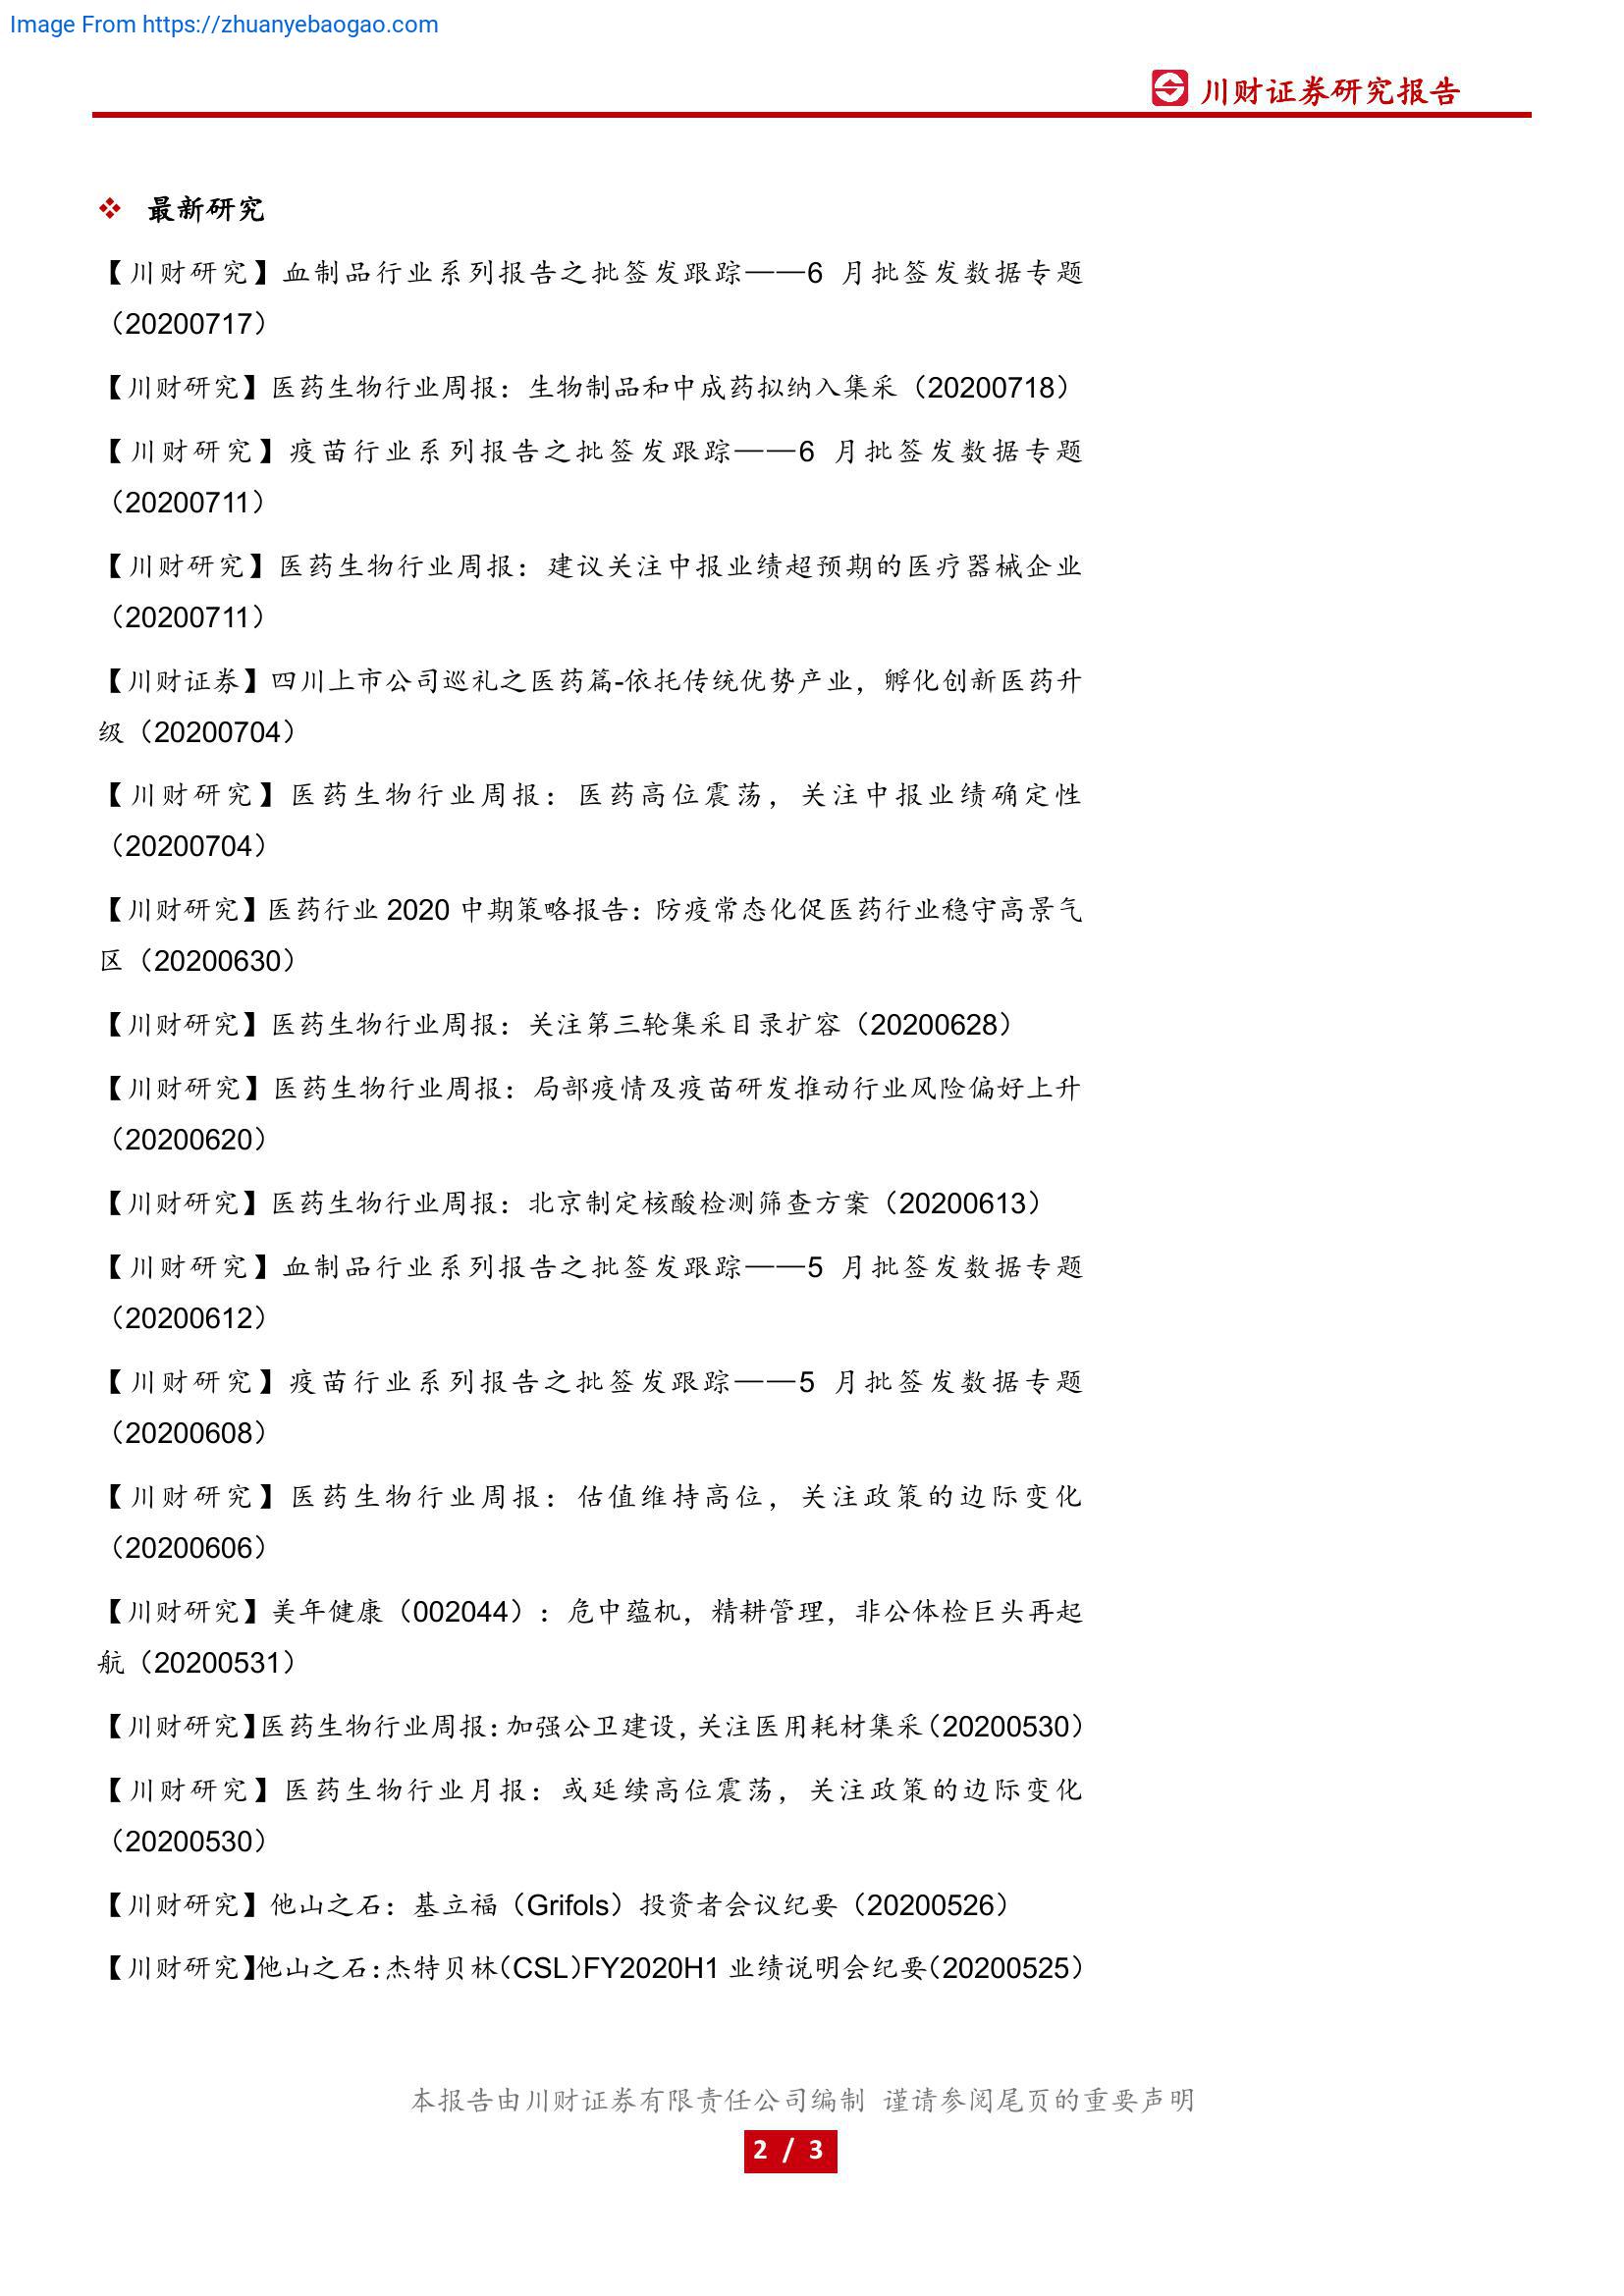 Image From https://zhuanyebaogao.com
川财证券研究报告
❖ 最新研究
【川财研究】血制品行业系列报告之批签发跟踪——6 月批签发数据专题
（20200717）
【川财研究】医药生物行业周报：生物制品和中成药拟纳入集采（20200718）
【川财研究】疫苗行业系列报告之批签发跟踪——6 月批签发数据专题
（20200711）
【川财研究】医药生物行业周报：建议关注中报业绩超预期的医疗器械企业
（20200711）
【川财证券】四川上市公司巡礼之医药篇-依托传统优势产业，孵化创新医药升
级（20200704）
【川财研究】医药生物行业周报：医药高位震荡，关注中报业绩确定性
（20200704）
【川财研究】医药行业 2020 中期策略报告：防疫常态化促医药行业稳守高景气
区（20200630）
【川财研究】医药生物行业周报：关注第三轮集采目录扩容（20200628）
【川财研究】医药生物行业周报：局部疫情及疫苗研发推动行业风险偏好上升
（20200620）
【川财研究】医药生物行业周报：北京制定核酸检测筛查方案（20200613）
【川财研究】血制品行业系列报告之批签发跟踪——5 月批签发数据专题
（20200612）
【川财研究】疫苗行业系列报告之批签发跟踪——5 月批签发数据专题
（20200608）
【川财研究】医药生物行业周报：估值维持高位，关注政策的边际变化
（20200606）
【川财研究】美年健康（002044）：危中蕴机，精耕管理，非公体检巨头再起
航（20200531）
【川财研究】医药生物行业周报：加强公卫建设，关注医用耗材集采（20200530）
【川财研究】医药生物行业月报：或延续高位震荡，关注政策的边际变化
（20200530）
【川财研究】他山之石：基立福（Grifols）投资者会议纪要（20200526）
【川财研究】他山之石：杰特贝林（CSL）FY2020H1 业绩说明会纪要（20200525）
本报告由川财证券有限责任公司编制 谨请参阅尾页的重要声明
2 / 3